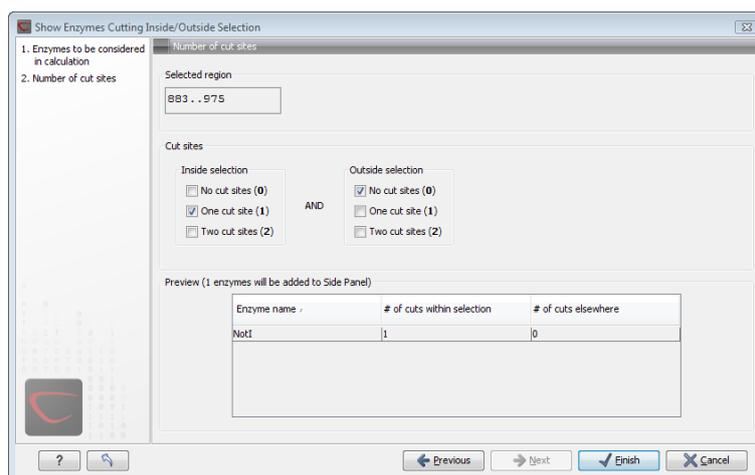 Show Enzymes Cutting Inside/Outside Selection
1. Enzymes to be considered
in calculation
2. Number of cut sites
Number of cut sites
Selected region
883..975
Cut sites
Inside selection
No cut sites (0)
One cut site (1)
Two cut sites (2)
AND
Outside selection
No cut sites (0)
One cut site (1)
Two cut sites (2)
Preview (1 enzymes will be added to Side Panel)
Enzyme name # of cuts within selection # of cuts elsewhere
NotI 1 0
? Previous Next Finish Cancel